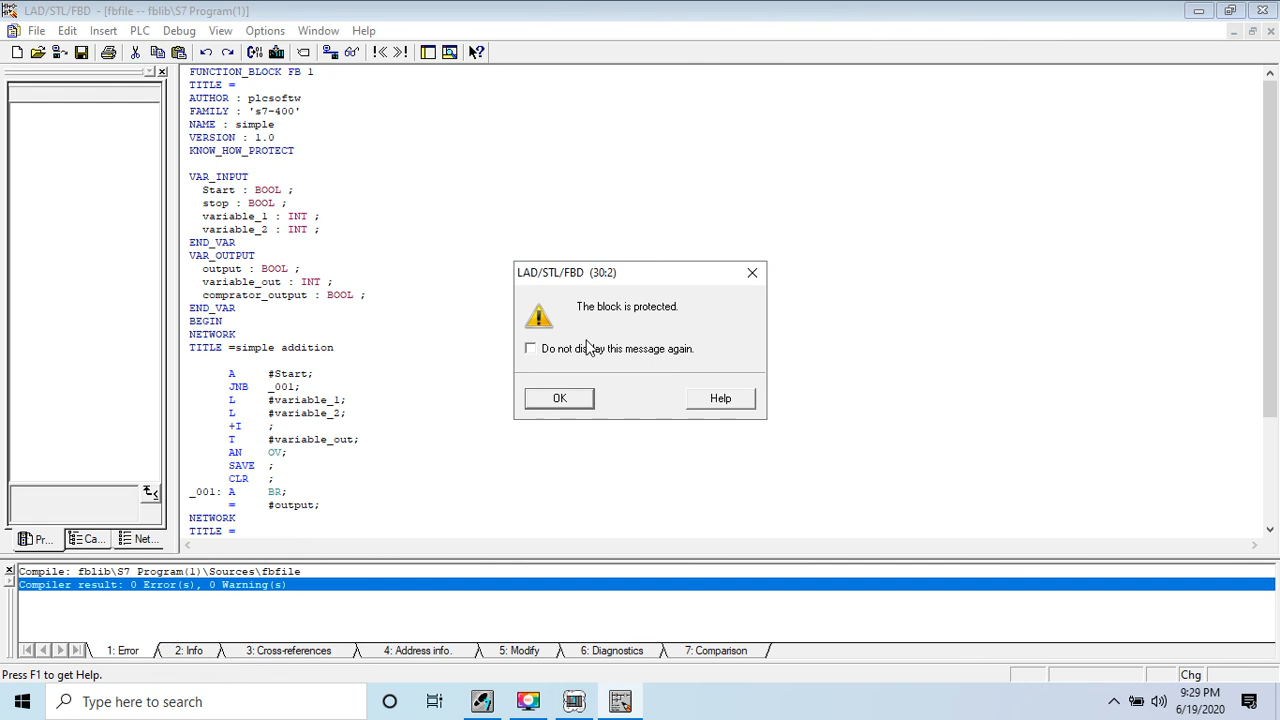 LAD/STL/FBD - [fbfile -- fblib\S7 Program(1)]
File Edit Insert PLC Debug View Options Window Help
FUNCTION_BLOCK FB 1
TITLE =
AUTHOR : plcsoftw
FAMILY : 's7-400'
NAME : simple
VERSION : 1.0
KNOW_HOW_PROTECT
VAR_INPUT
Start : BOOL ;
stop : BOOL ;
variable_1 : INT ;
variable_2 : INT ;
END_VAR
VAR_OUTPUT
output : BOOL ;
variable_out : INT ;
comprator_output : BOOL ;
END_VAR
BEGIN
NETWORK
TITLE =simple addition
A #Start;
JNB _001;
L #variable_1;
L #variable_2;
+I ;
T #variable_out;
AN OV;
SAVE ;
CLR ;
_001: A BR;
= #output;
NETWORK
TITLE =
LAD/STL/FBD (30:2)
The block is protected.
Do not display this message again.
OK Help
Pr... Ca... Net...
Compile: fblib\S7 Program(1)\Sources\fbfile
Compiler result: 0 Error(s), 0 Warning(s)
1: Error 2: Info 3: Cross-references 4: Address info. 5: Modify 6: Diagnostics 7: Comparison
Press F1 to get Help. Chg
Type here to search
9:29 PM
6/19/2020